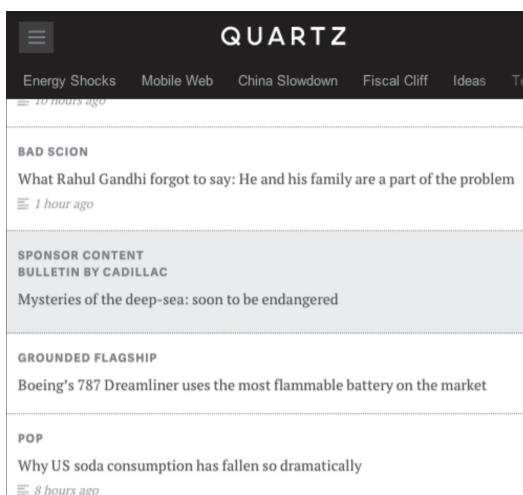 QUARTZ
Energy Shocks Mobile Web China Slowdown Fiscal Cliff Ideas
10 hours ago
BAD SCION
What Rahul Gandhi forgot to say: He and his family are a part of the problem
1 hour ago
SPONSOR CONTENT
BULLETIN BY CADILLAC
Mysteries of the deep-sea: soon to be endangered
GROUNDED FLAGSHIP
Boeing’s 787 Dreamliner uses the most flammable battery on the market
POP
Why US soda consumption has fallen so dramatically
8 hours ago